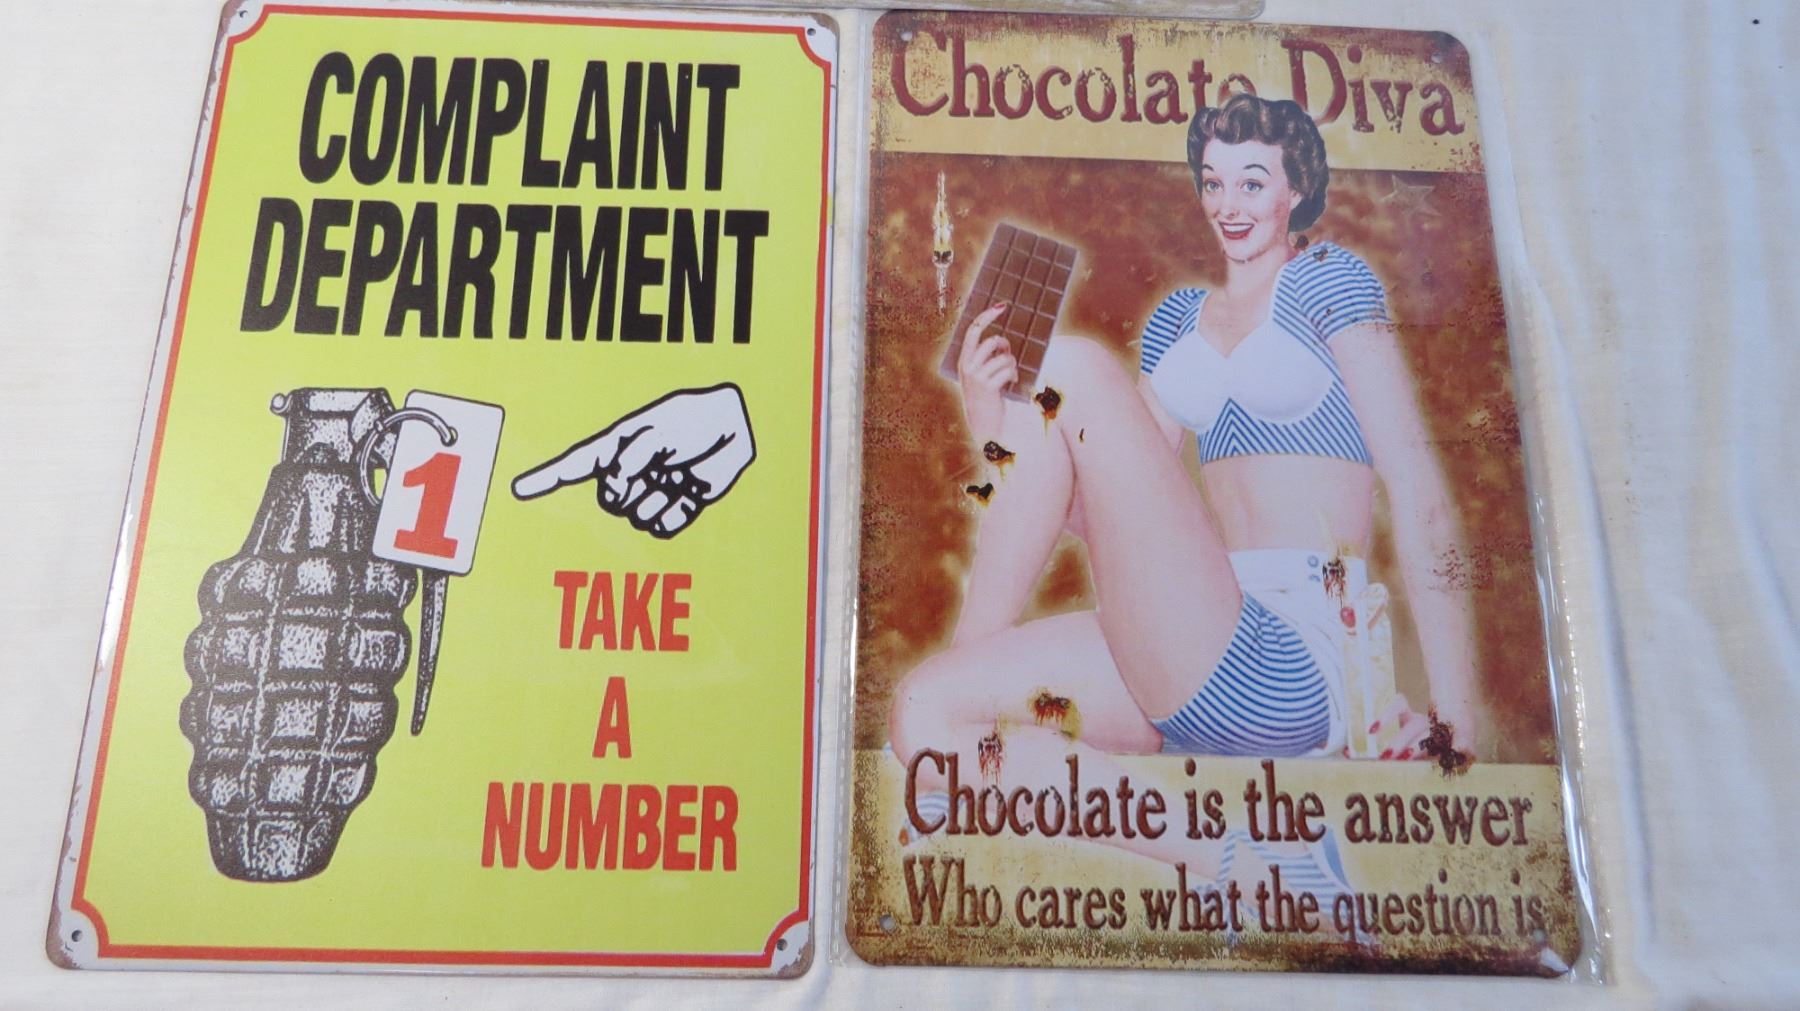 COMPLAINT
DEPARTMENT
1
TAKE
A
NUMBER
Chocolate Diva
Chocolate is the answer
Who cares what the question is